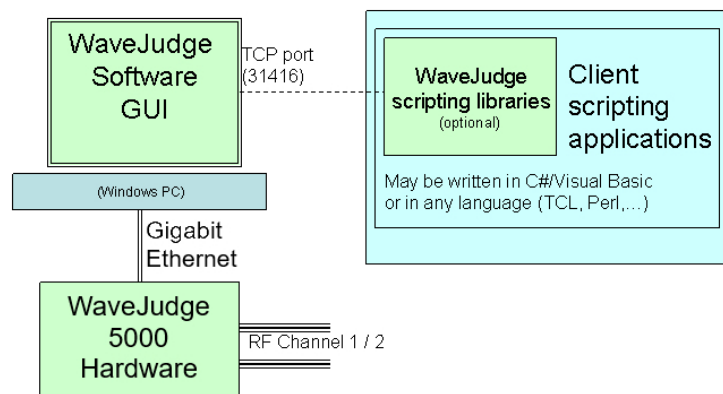 WaveJudge
Software
GUI
TCP port
(31416)
WaveJudge
scripting libraries
(optional)
Client
scripting
applications
May be written in C#/Visual Basic
or in any language (TCL, Perl,...)
(Windows PC)
Gigabit
Ethernet
WaveJudge
5000
Hardware
RF Channel 1 / 2